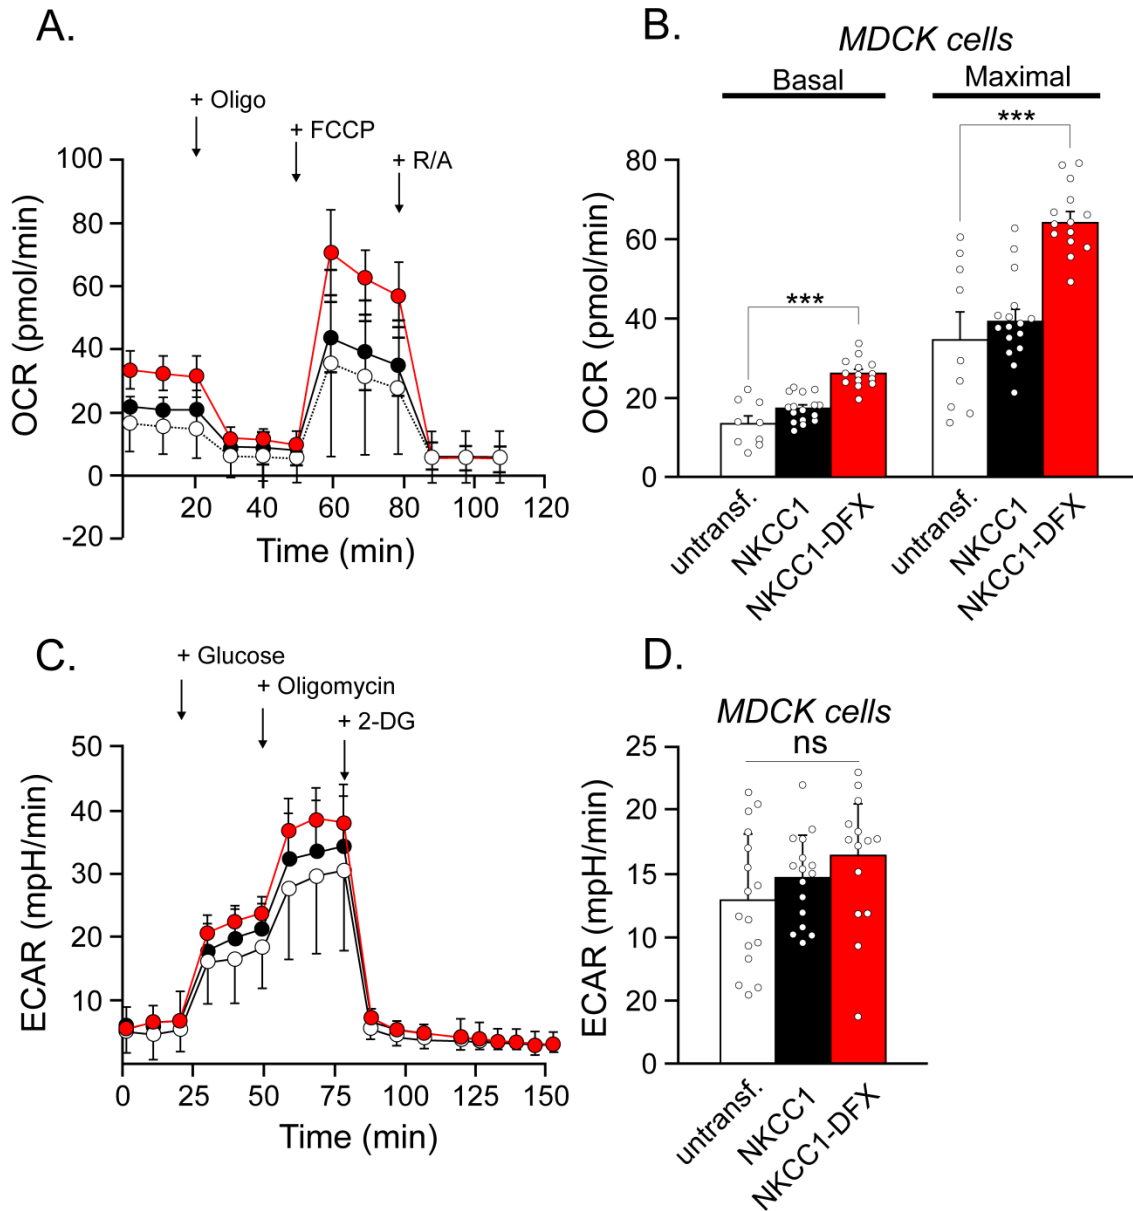 A.
+ Oligo
+ FCCP
+ R/A
OCR (pmol/min)
100
80
60
40
20
0
-20
20
40
60
80
100
120
Time (min)
B.
MDCK cells
Basal
Maximal
***
***
OCR (pmol/min)
80
60
40
20
0
untransf.
NKCC1
NKCC1-DFX
untransf.
NKCC1
NKCC1-DFX
C.
+ Glucose
+ Oligomycin
+ 2-DG
ECAR (mpH/min)
50
40
30
20
10
0
25
50
75
100
125
150
Time (min)
D.
MDCK cells
ns
ECAR (mpH/min)
25
20
15
10
20
0
untransf.
NKCC1
NKCC1-DFX